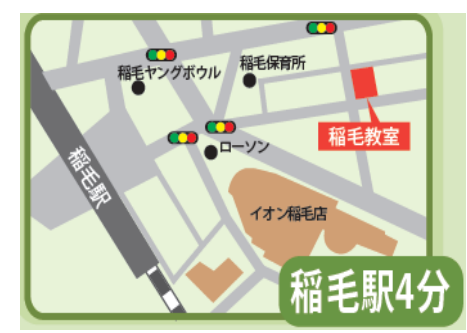 稲毛ヤングボウル
稲毛保育所
稲毛教室
ローソン
稲毛駅
イオン稲毛店
稲毛駅4分